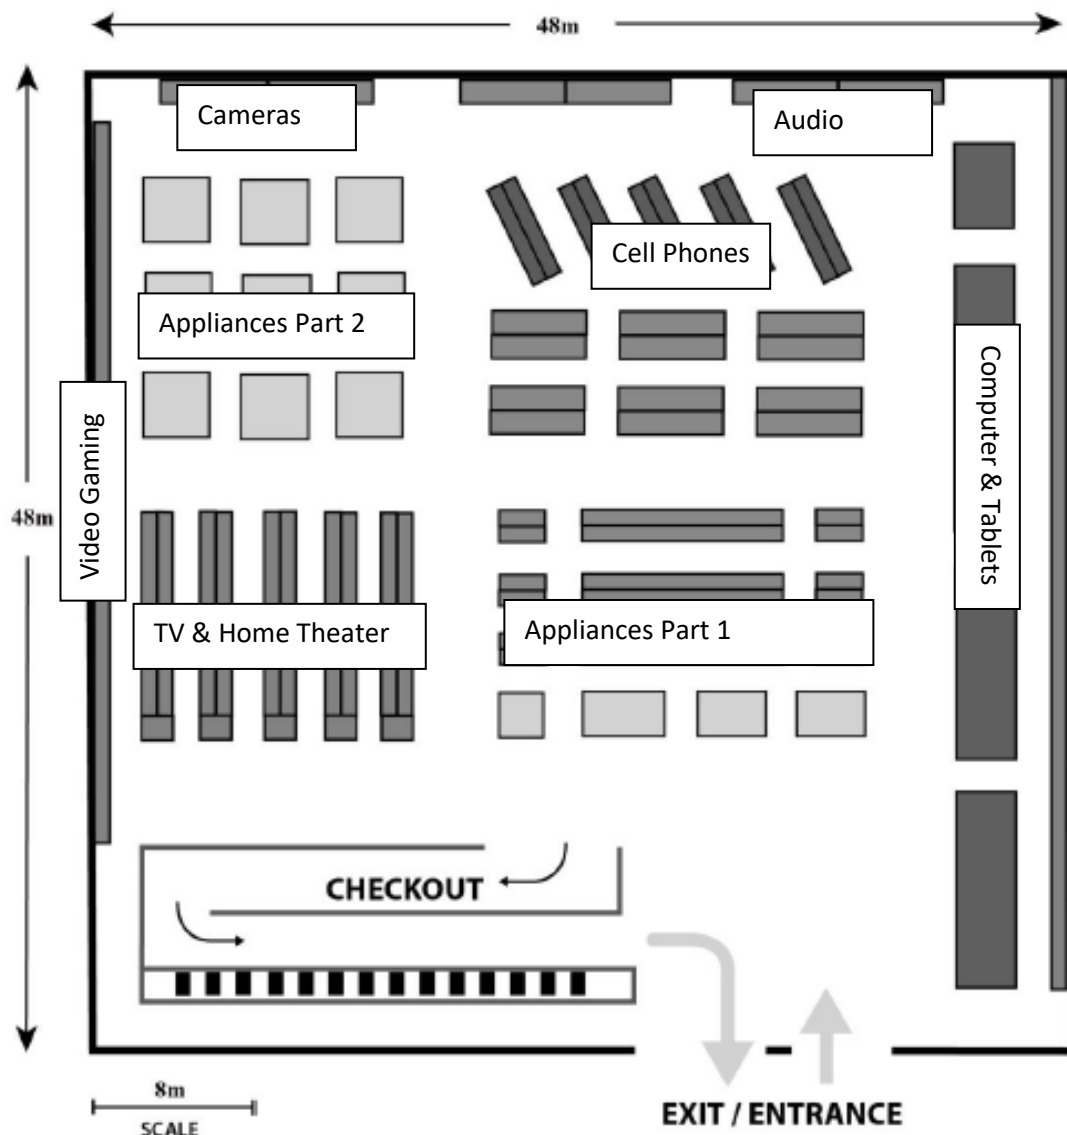 48m
Cameras
Audio
Cell Phones
Appliances Part 2
Computer & Tablets
Video Gaming
48m
TV & Home Theater
Appliances Part 1
CHECKOUT
8m
SCALE
EXIT / ENTRANCE